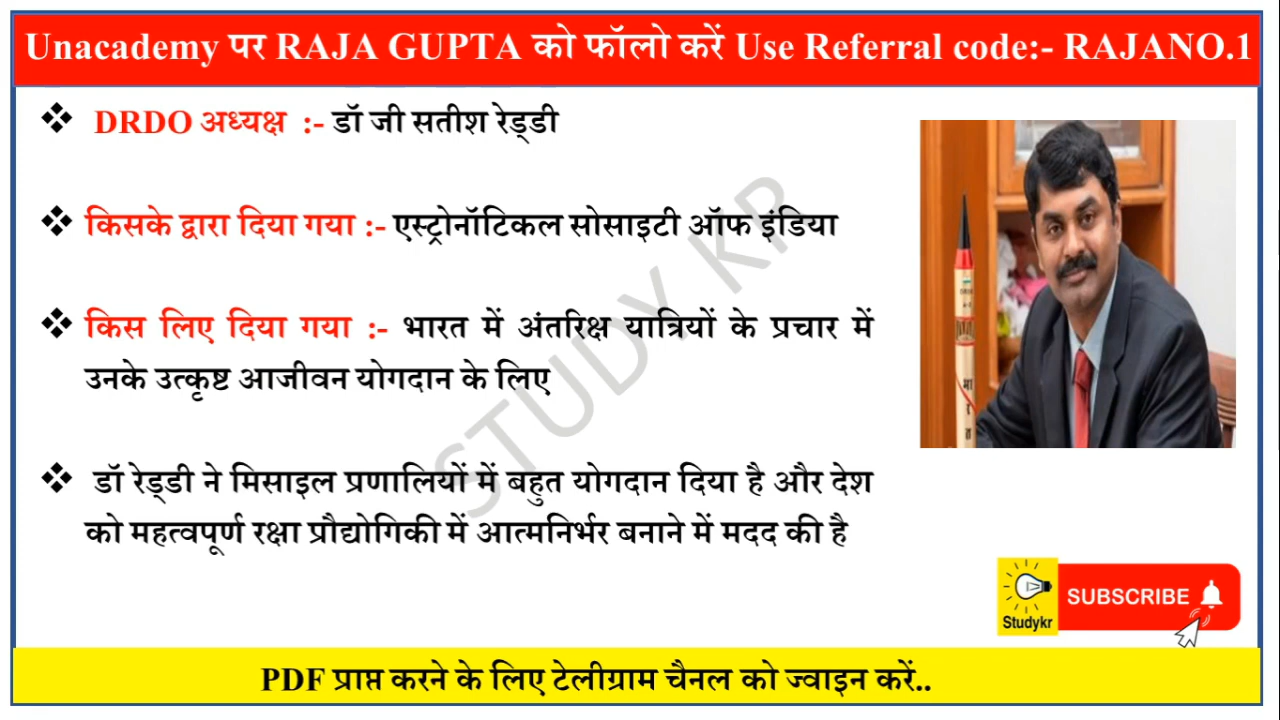 Unacademy पर RAJA GUPTA को फॉलो करें Use Referral code:- RAJANO.1
❖ DRDO अध्यक्ष :- डॉ जी सतीश रेड्डी
❖ किसके द्वारा दिया गया :- एस्ट्रोनॉटिकल सोसाइटी ऑफ इंडिया
❖ किस लिए दिया गया :- भारत में अंतरिक्ष यात्रियों के प्रचार में
उनके उत्कृष्ट आजीवन योगदान के लिए
❖ डॉ रेड्डी ने मिसाइल प्रणालियों में बहुत योगदान दिया है और देश
को महत्वपूर्ण रक्षा प्रौद्योगिकी में आत्मनिर्भर बनाने में मदद की है
STUDY KR
भारत
Studykr
SUBSCRIBE
PDF प्राप्त करने के लिए टेलीग्राम चैनल को ज्वाइन करें..